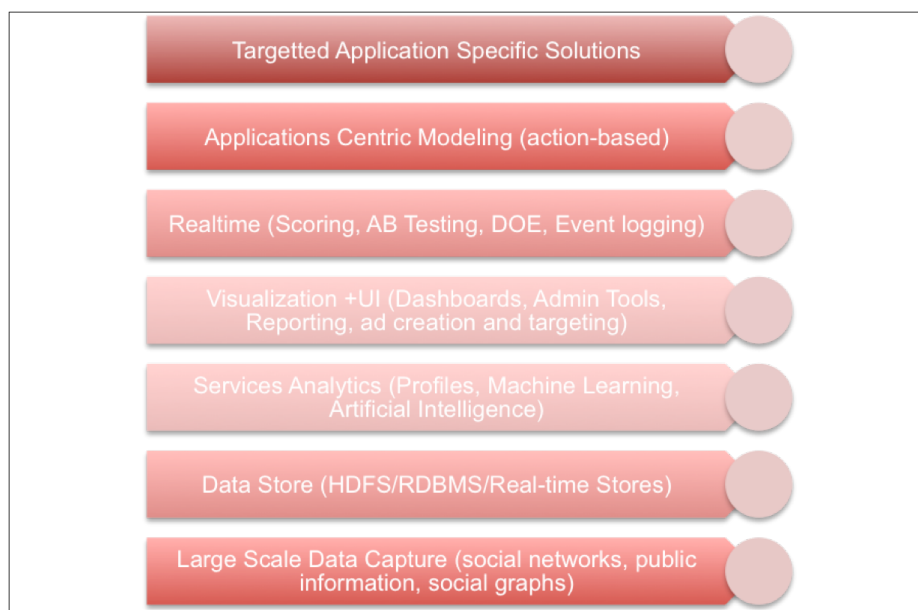 Targetted Application Specific Solutions
Applications Centric Modeling (action-based)
Realtime (Scoring, AB Testing, DOE, Event logging)
Visualization +UI (Dashboards, Admin Tools,
Reporting, ad creation and targeting)
Services Analytics (Profiles, Machine Learning,
Artificial Intelligence)
Data Store (HDFS/RDBMS/Real-time Stores)
Large Scale Data Capture (social networks, public
information, social graphs)